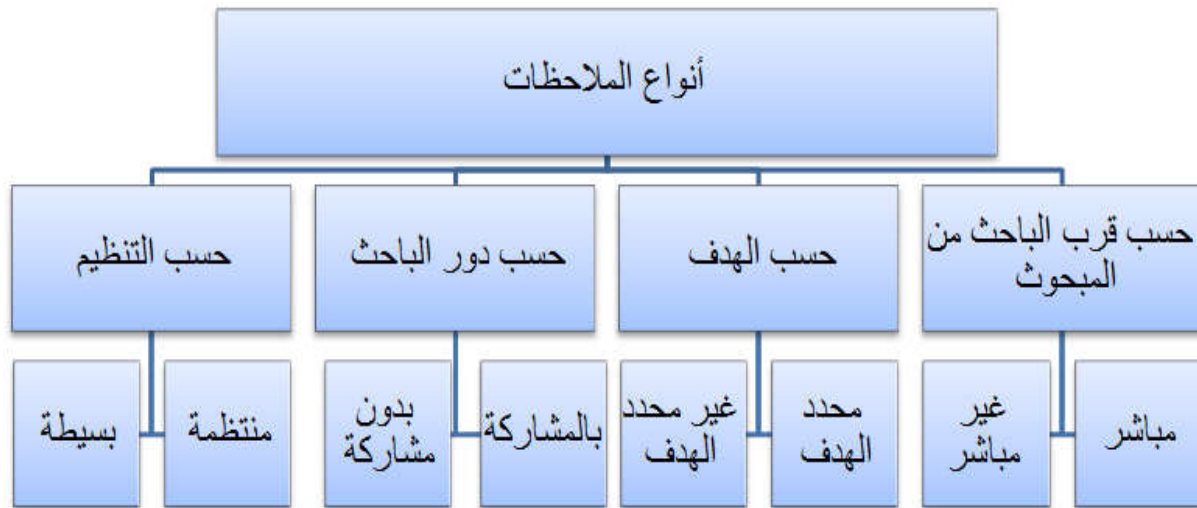 أنواع الملاحظات
حسب قرب الباحث من
المبحوث
حسب الهدف
حسب دور الباحث
حسب التنظيم
مباشر
غير
مباشر
محدد
الهدف
غير محدد
الهدف
بالمشاركة
بدون
مشاركة
منتظمة
بسيطة